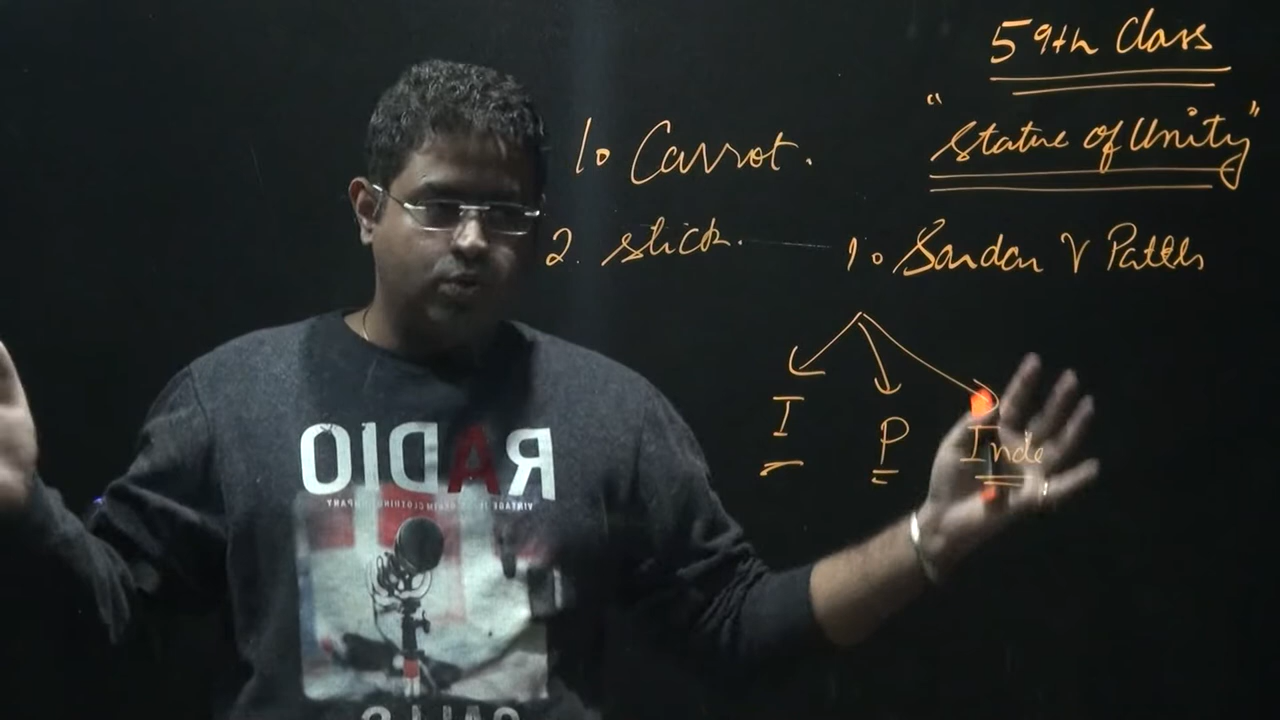 59th Class
"Statue of Unity"
1. Carrot.
2. stick.
1. Sardar V Patel
I P Inde
RADIO